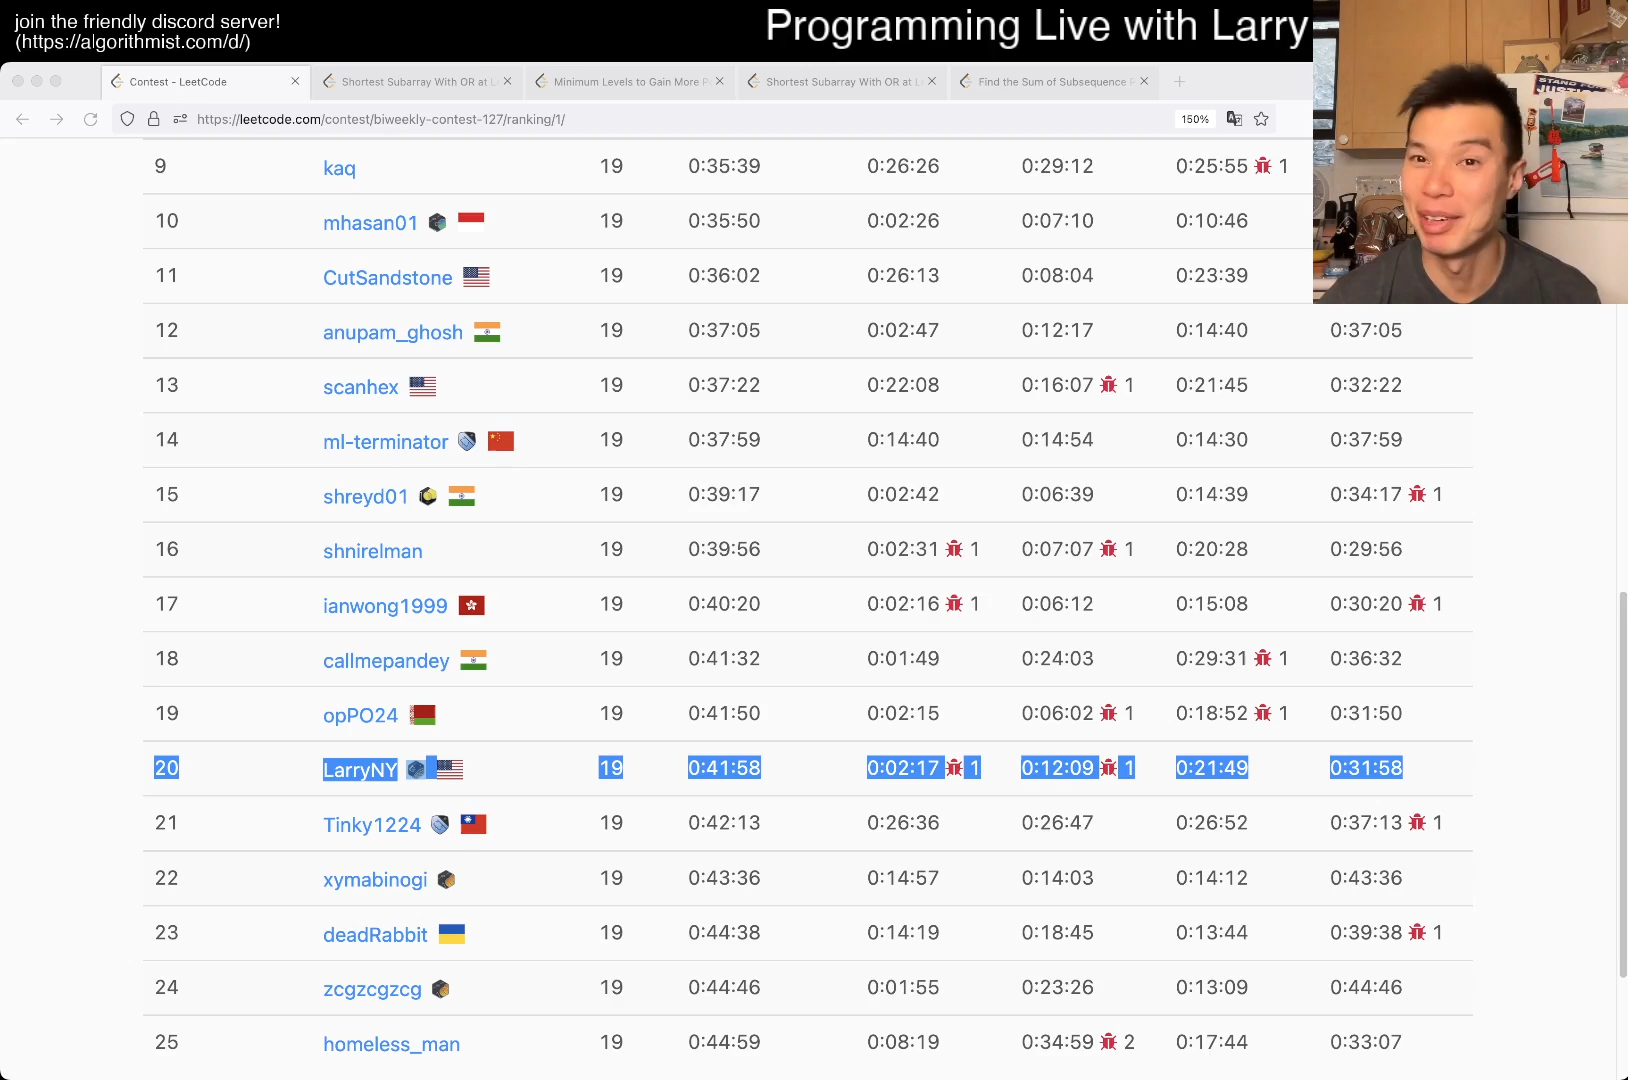 join the friendly discord server!
(https://algorithmist.com/d/)
Programming Live with Larry
Contest - LeetCode
Shortest Subarray With OR at L
Minimum Levels to Gain More P
Shortest Subarray With OR at L
Find the Sum of Subsequence P
https://leetcode.com/contest/biweekly-contest-127/ranking/1/
150%
9 kaq 19 0:35:39 0:26:26 0:29:12 0:25:55 1
10 mhasan01 19 0:35:50 0:02:26 0:07:10 0:10:46
11 CutSandstone 19 0:36:02 0:26:13 0:08:04 0:23:39
12 anupam_ghosh 19 0:37:05 0:02:47 0:12:17 0:14:40 0:37:05
13 scanhex 19 0:37:22 0:22:08 0:16:07 1 0:21:45 0:32:22
14 ml-terminator 19 0:37:59 0:14:40 0:14:54 0:14:30 0:37:59
15 shreyd01 19 0:39:17 0:02:42 0:06:39 0:14:39 0:34:17 1
16 shnirelman 19 0:39:56 0:02:31 1 0:07:07 1 0:20:28 0:29:56
17 ianwong1999 19 0:40:20 0:02:16 1 0:06:12 0:15:08 0:30:20 1
18 callmepandey 19 0:41:32 0:01:49 0:24:03 0:29:31 1 0:36:32
19 opPO24 19 0:41:50 0:02:15 0:06:02 1 0:18:52 1 0:31:50
20 LarryNY 19 0:41:58 0:02:17 1 0:12:09 1 0:21:49 0:31:58
21 Tinky1224 19 0:42:13 0:26:36 0:26:47 0:26:52 0:37:13 1
22 xymabinogi 19 0:43:36 0:14:57 0:14:03 0:14:12 0:43:36
23 deadRabbit 19 0:44:38 0:14:19 0:18:45 0:13:44 0:39:38 1
24 zcgzcgzcg 19 0:44:46 0:01:55 0:23:26 0:13:09 0:44:46
25 homeless_man 19 0:44:59 0:08:19 0:34:59 2 0:17:44 0:33:07